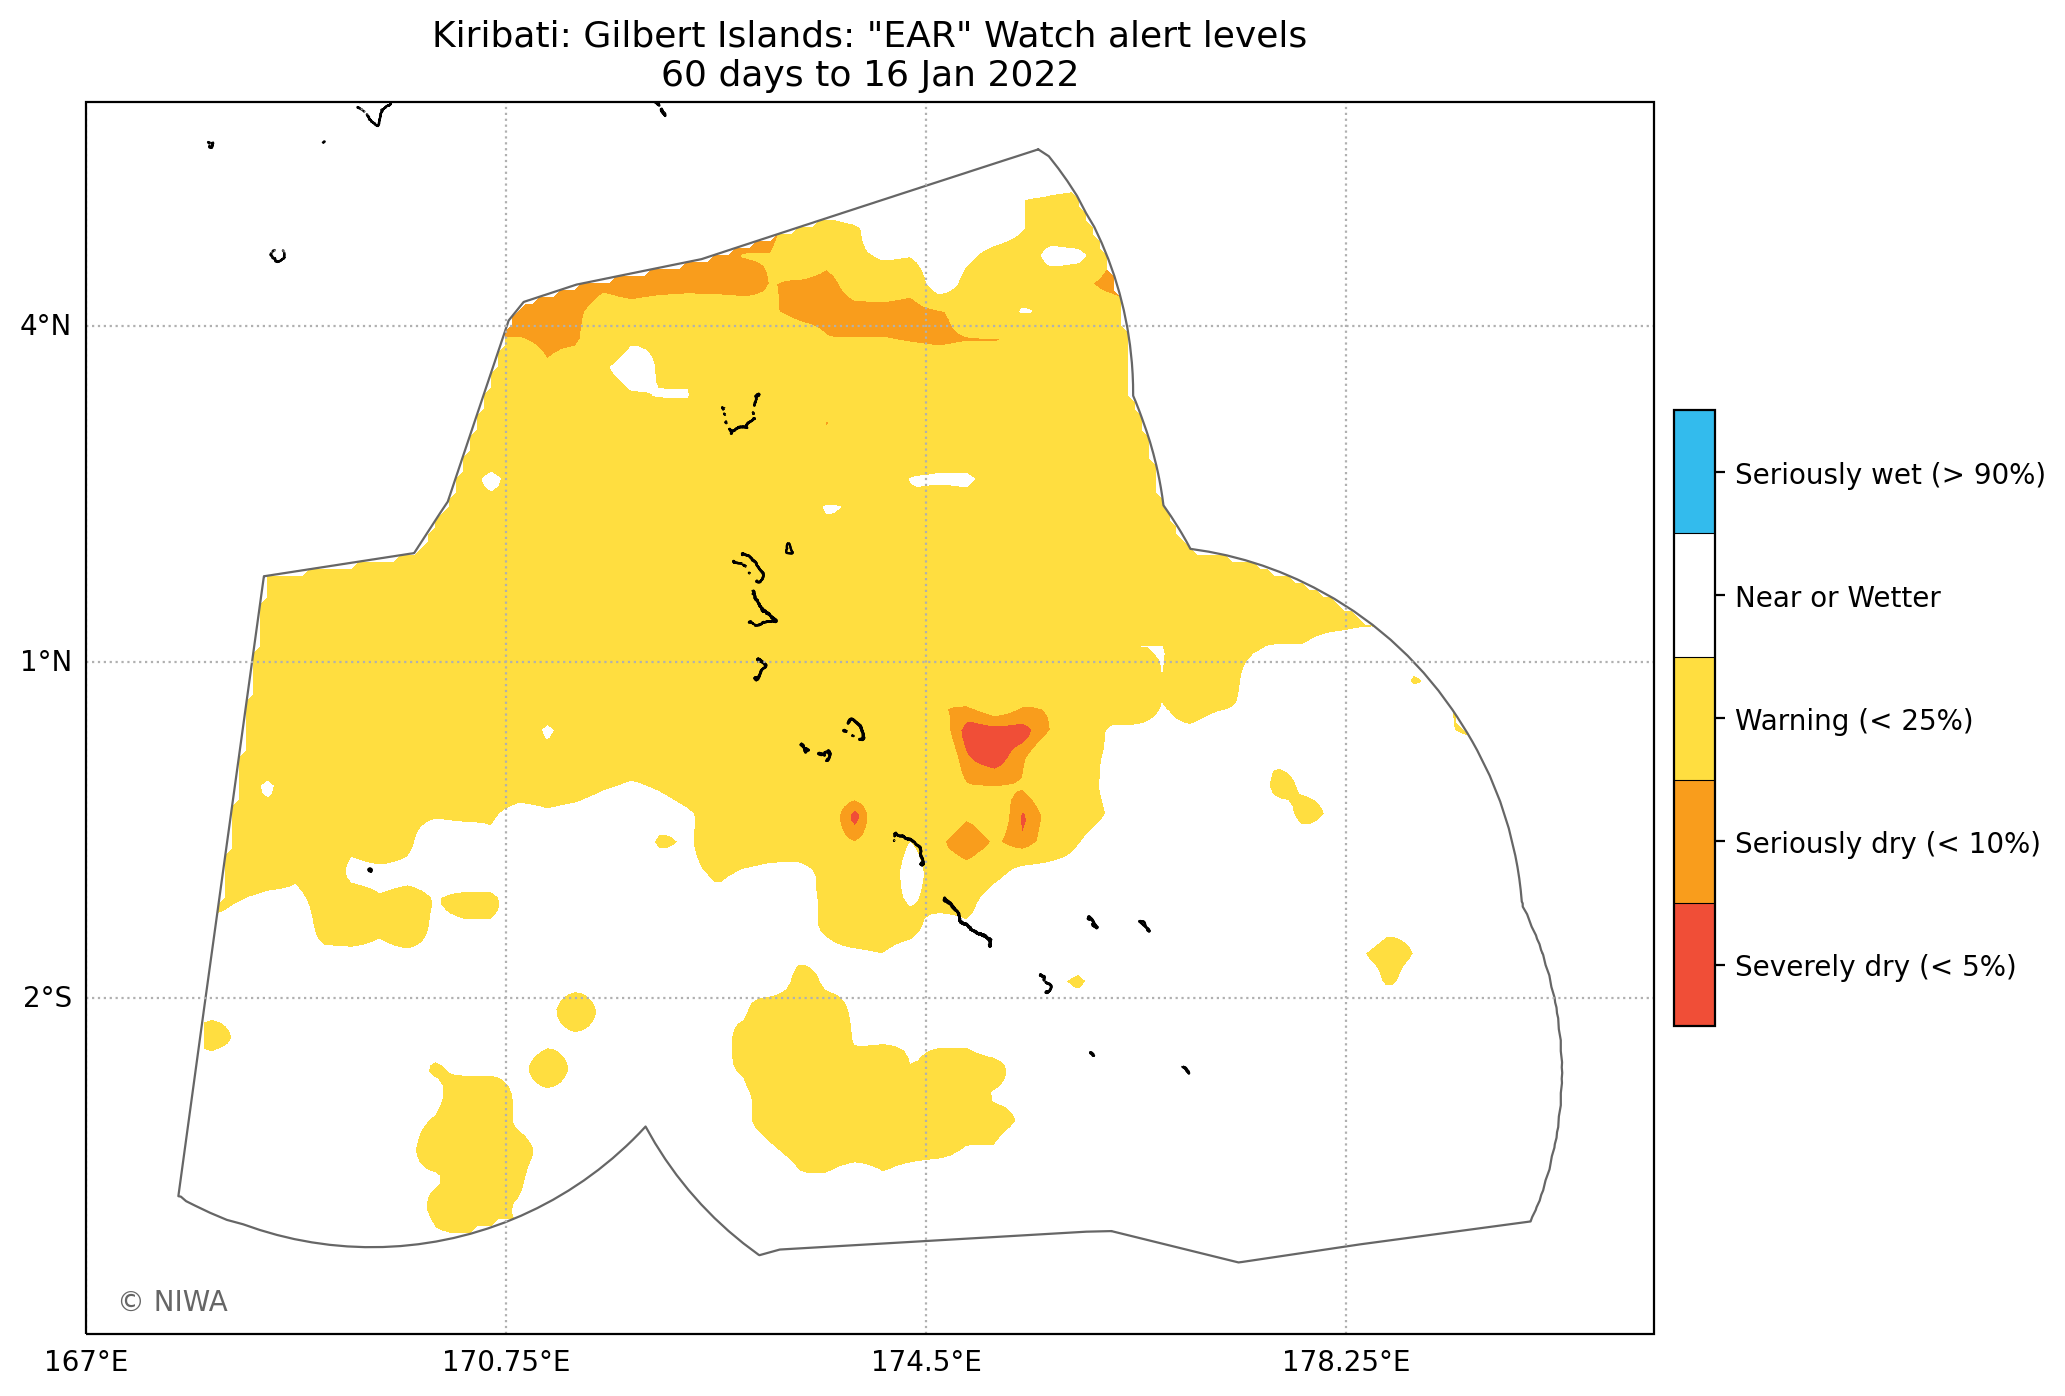 Kiribati: Gilbert Islands: "EAR" Watch alert levels
60 days to 16 Jan 2022
4°N
1°N
2°S
167°E
170.75°E
174.5°E
178.25°E
Seriously wet (> 90%)
Near or Wetter
Warning (< 25%)
Seriously dry (< 10%)
Severely dry (< 5%)
© NIWA